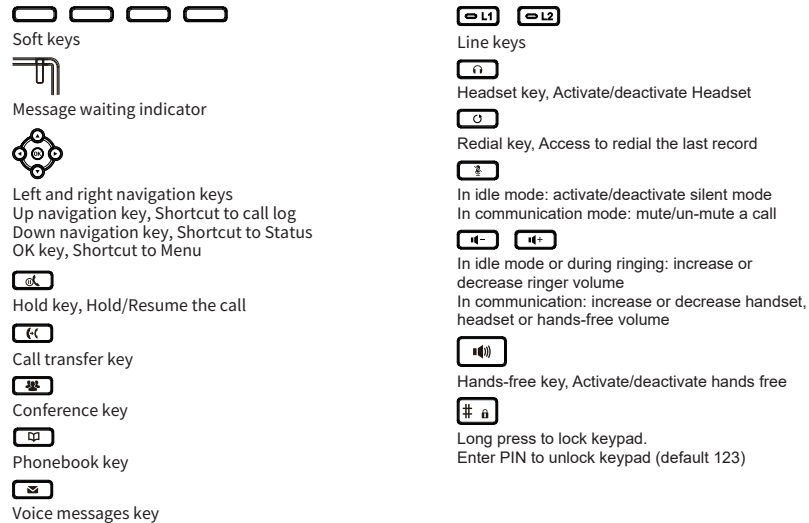 Soft keys
Message waiting indicator
OK
Left and right navigation keys
Up navigation key, Shortcut to call log
Down navigation key, Shortcut to Status
OK key, Shortcut to Menu
Hold key, Hold/Resume the call
Call transfer key
Conference key
Phonebook key
Voice messages key
L1 L2
Line keys
Headset key, Activate/deactivate Headset
Redial key, Access to redial the last record
In idle mode: activate/deactivate silent mode
In communication mode: mute/un-mute a call
- +
In idle mode or during ringing: increase or
decrease ringer volume
In communication: increase or decrease handset,
headset or hands-free volume
Hands-free key, Activate/deactivate hands free
#
Long press to lock keypad.
Enter PIN to unlock keypad (default 123)